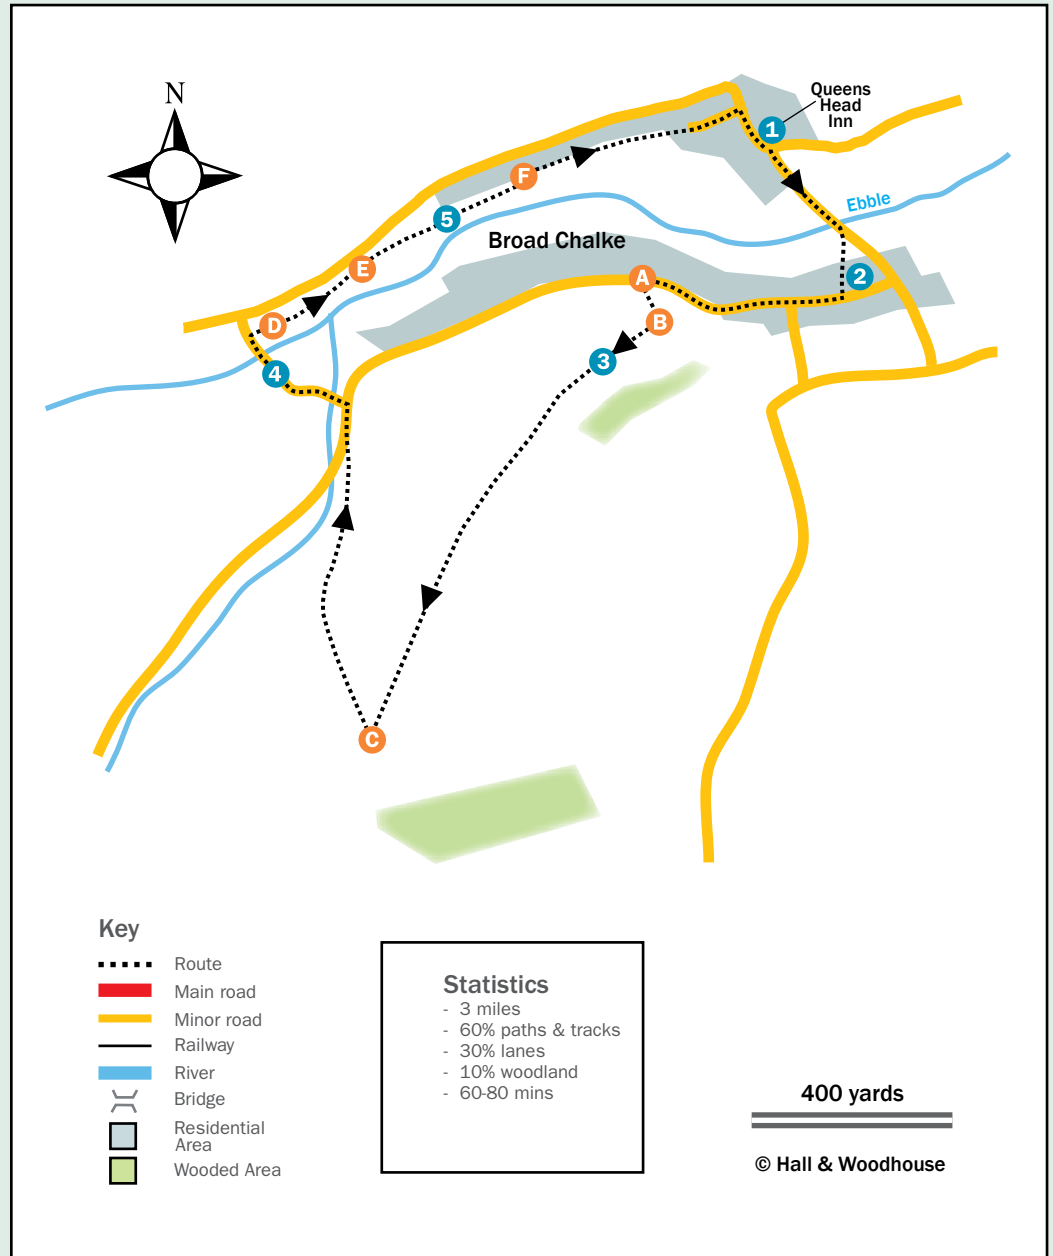 N
Queens
Head
Inn
1
Ebble
F
5
Broad Chalke
E
A
2
D
B
3
4
C
Key
Route
Main road
Minor road
Railway
River
Bridge
Residential
Area
Wooded Area
Statistics
- 3 miles
- 60% paths & tracks
- 30% lanes
- 10% woodland
- 60-80 mins
400 yards
© Hall & Woodhouse